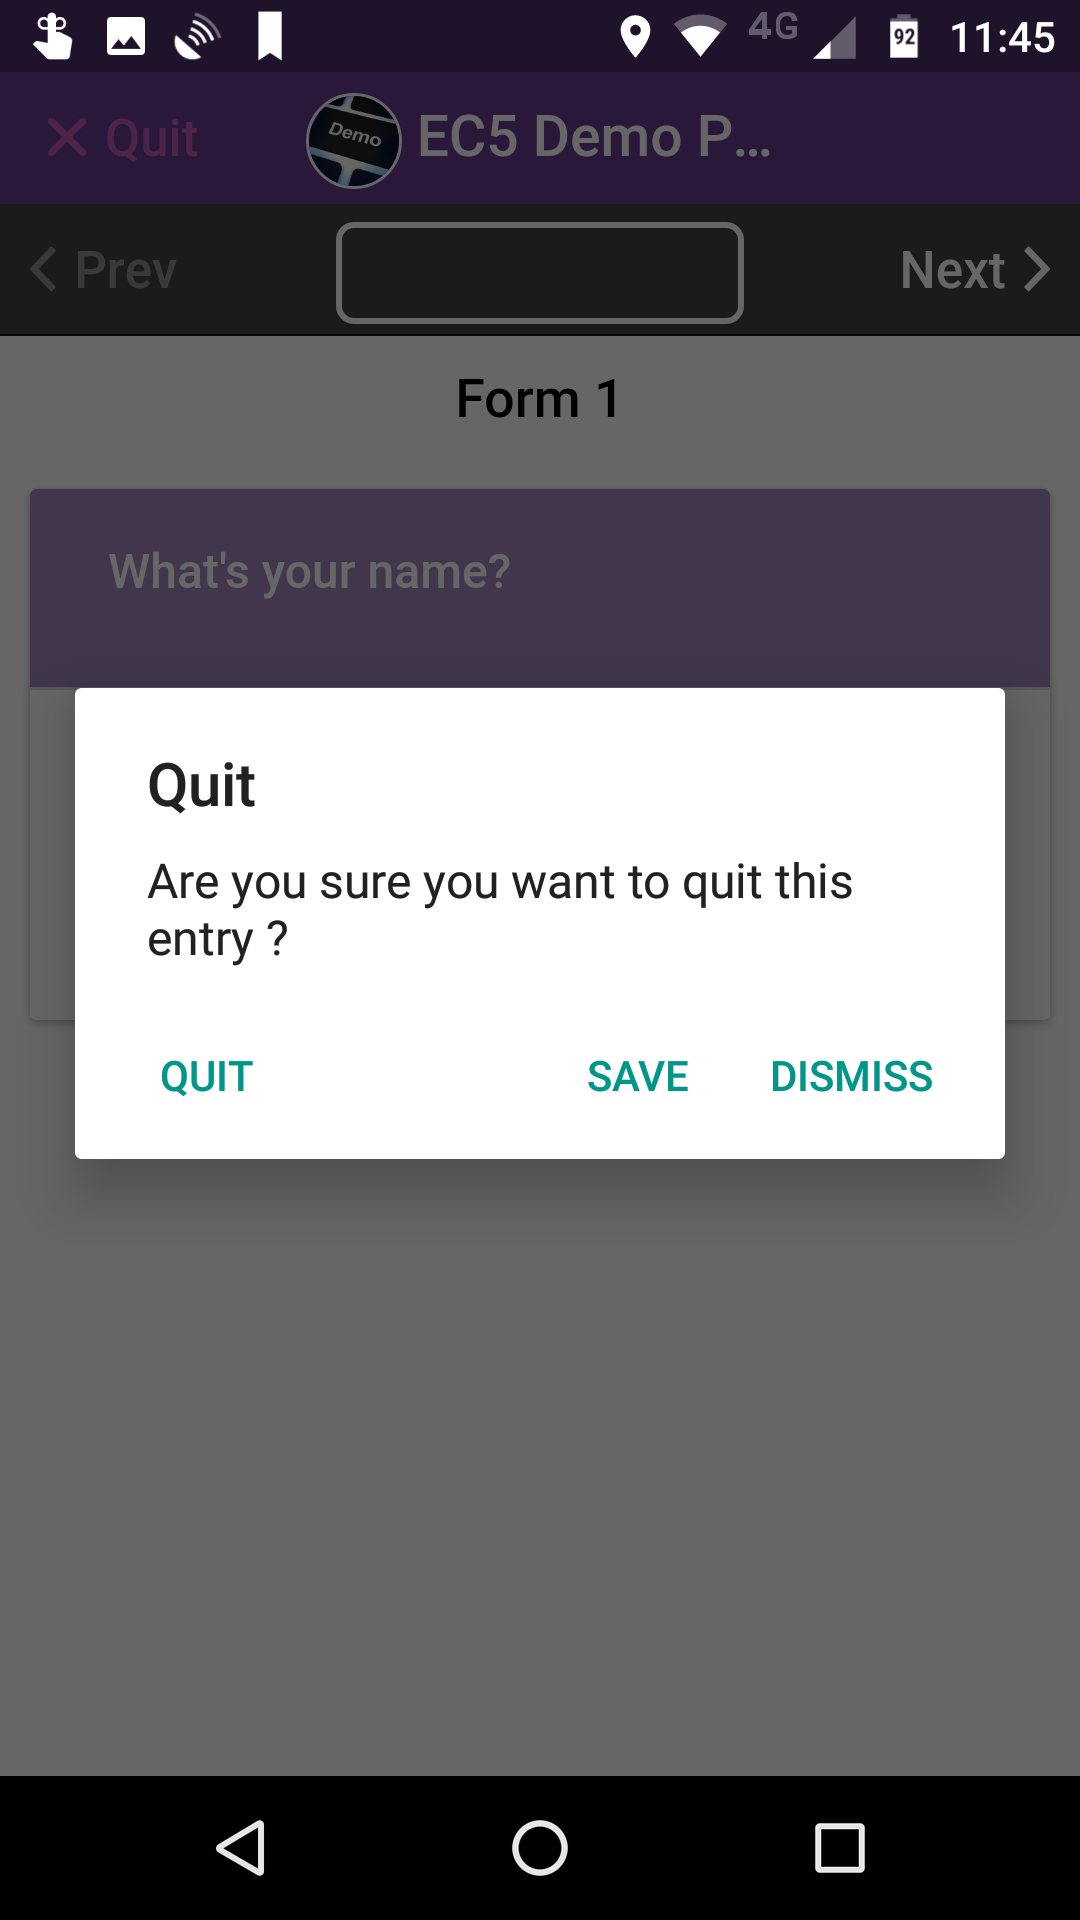 4G 92 11:45
Quit Demo EC5 Demo P...
Prev Next
Form 1
What's your name?
Quit
Are you sure you want to quit this
entry ?
QUIT SAVE DISMISS